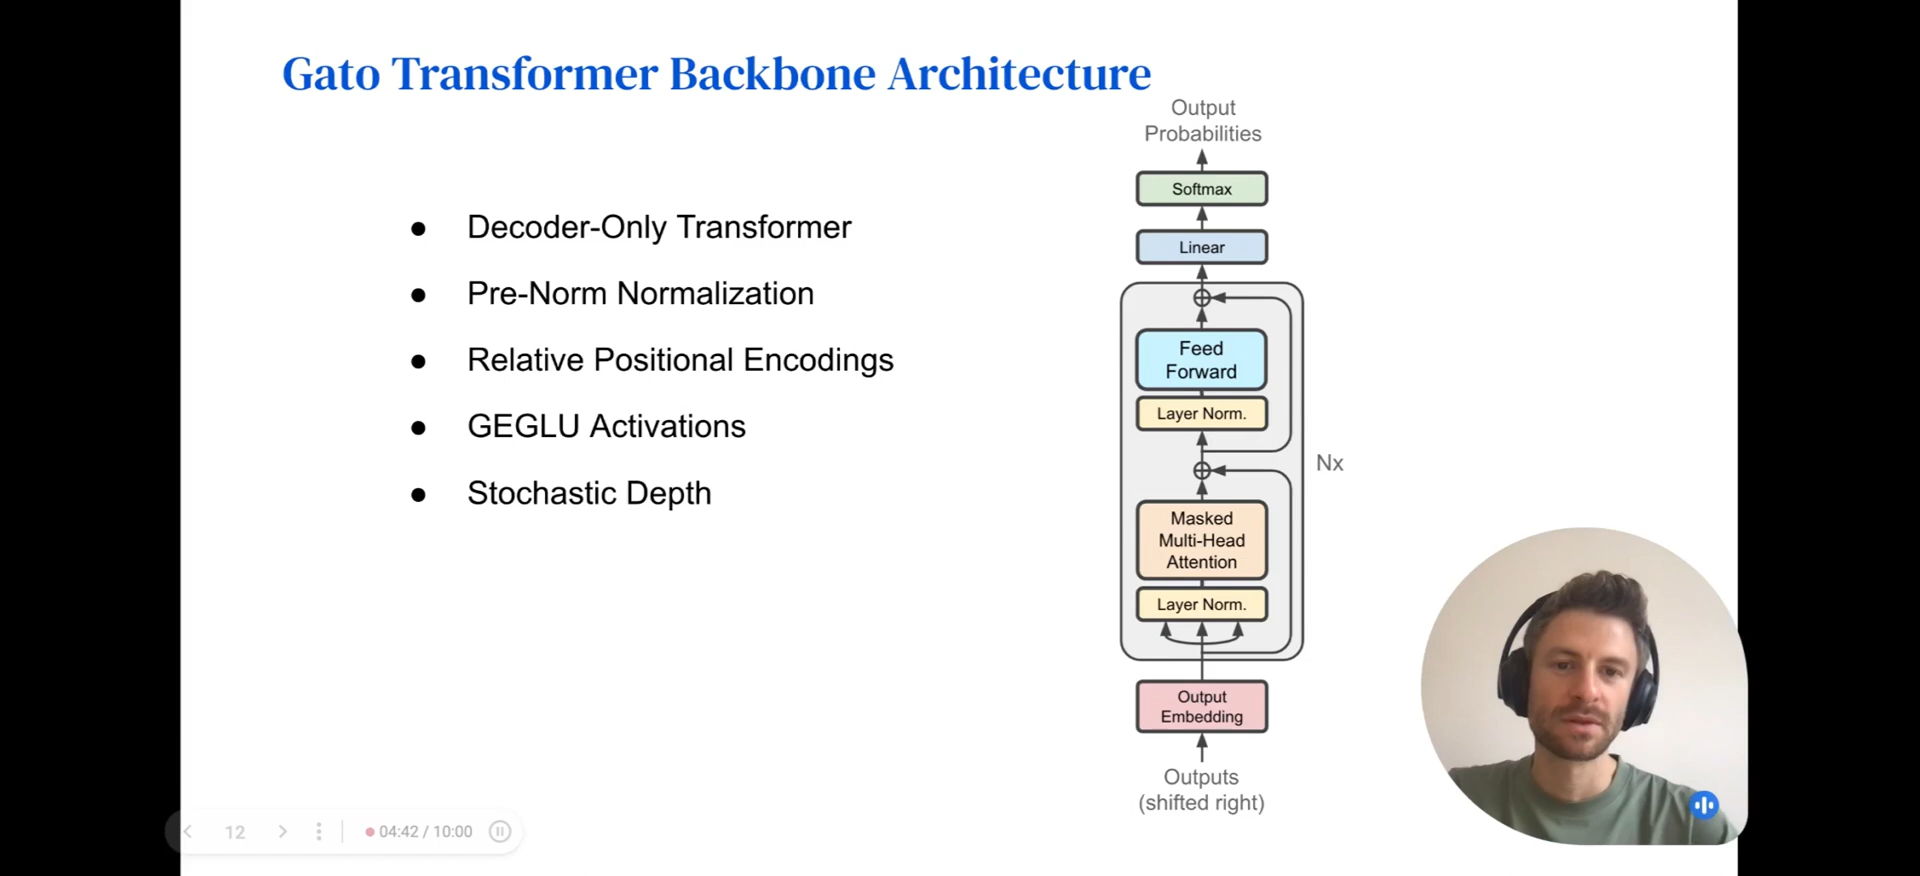 Gato Transformer Backbone Architecture
Decoder-Only Transformer
Pre-Norm Normalization
Relative Positional Encodings
GEGLU Activations
Stochastic Depth
Output
Probabilities
Softmax
Linear
Feed
Forward
Layer Norm.
Nx
Masked
Multi-Head
Attention
Layer Norm.
Output
Embedding
Outputs
(shifted right)
12
04:42 / 10:00